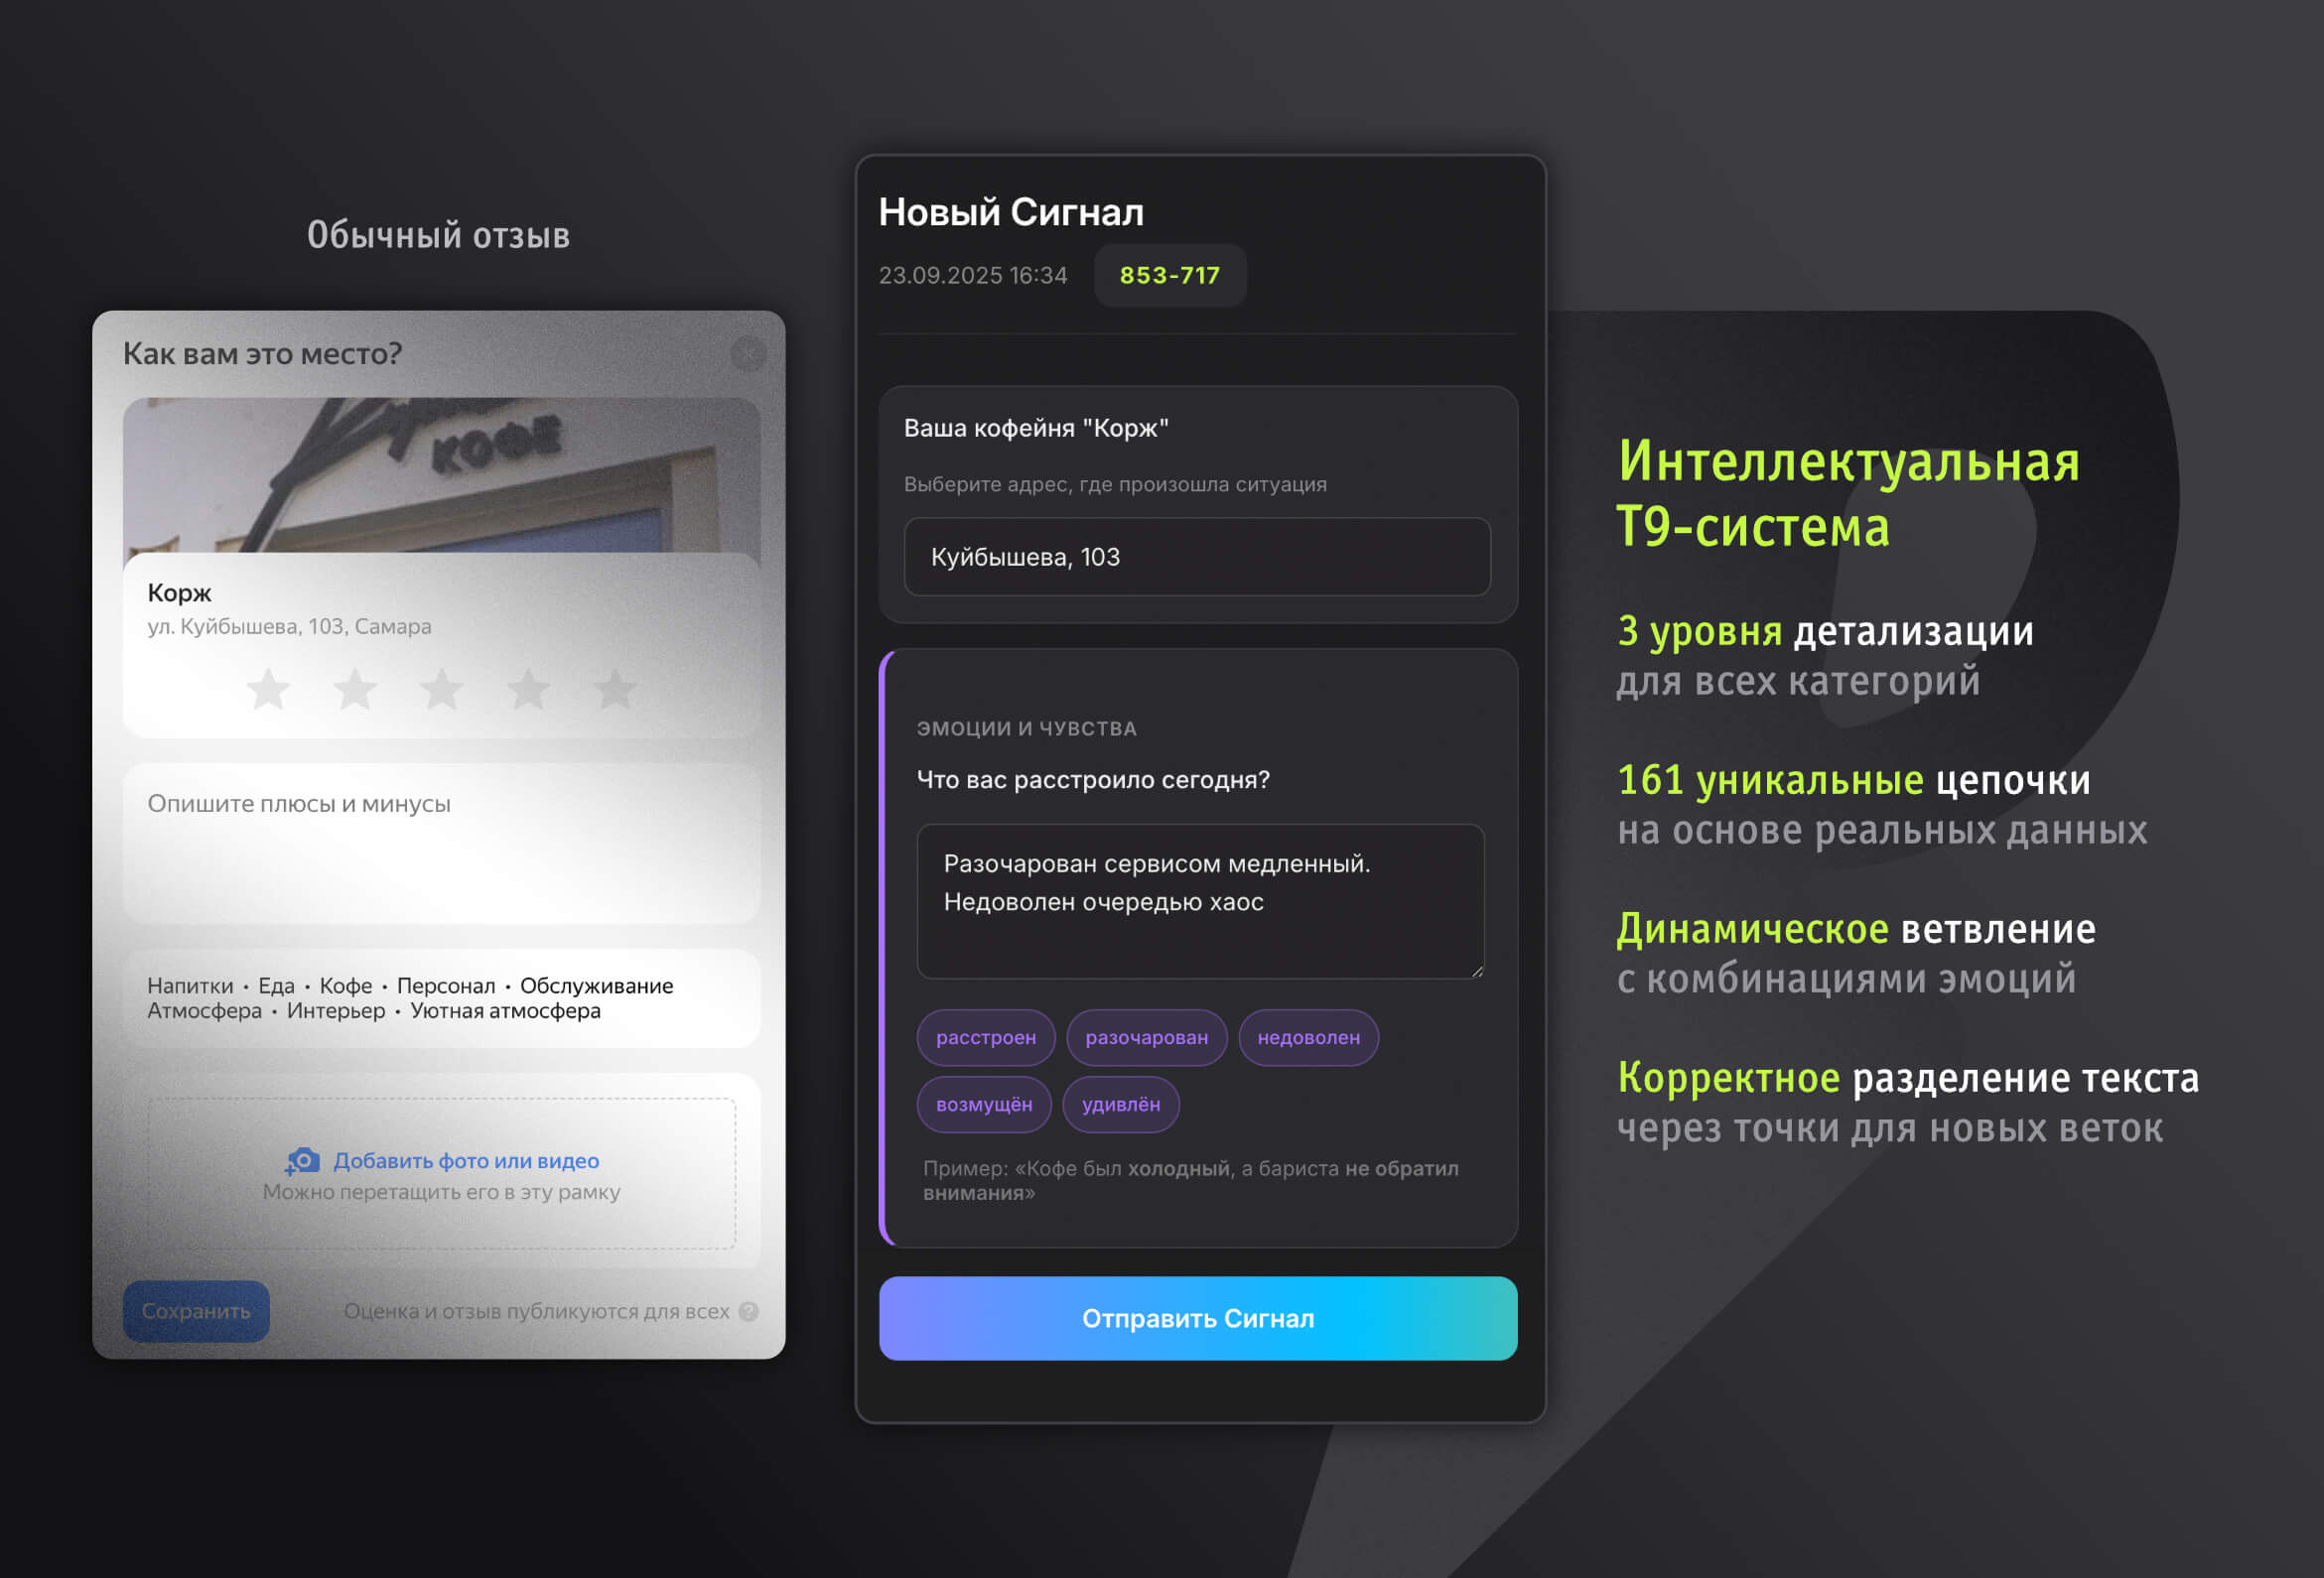 Обычный отзыв
Как вам это место?
КОФЕ
Корж
ул. Куйбышева, 103, Самара
Опишите плюсы и минусы
Напитки • Еда • Кофе • Персонал • Обслуживание
Атмосфера • Интерьер • Уютная атмосфера
Добавить фото или видео
Можно перетащить его в эту рамку
Сохранить
Оценка и отзыв публикуются для всех ?
Новый Сигнал
23.09.2025 16:34 853-717
Ваша кофейня "Корж"
Выберите адрес, где произошла ситуация
Куйбышева, 103
ЭМОЦИИ И ЧУВСТВА
Что вас расстроило сегодня?
Разочарован сервисом медленный.
Недоволен очередью хаос
расстроен разочарован недоволен
возмущён удивлён
Пример: «Кофе был холодный, а бариста не обратил
внимания»
Отправить Сигнал
Интеллектуальная
Т9-система
3 уровня детализации
для всех категорий
161 уникальные цепочки
на основе реальных данных
Динамическое ветвление
с комбинациями эмоций
Корректное разделение текста
через точки для новых веток